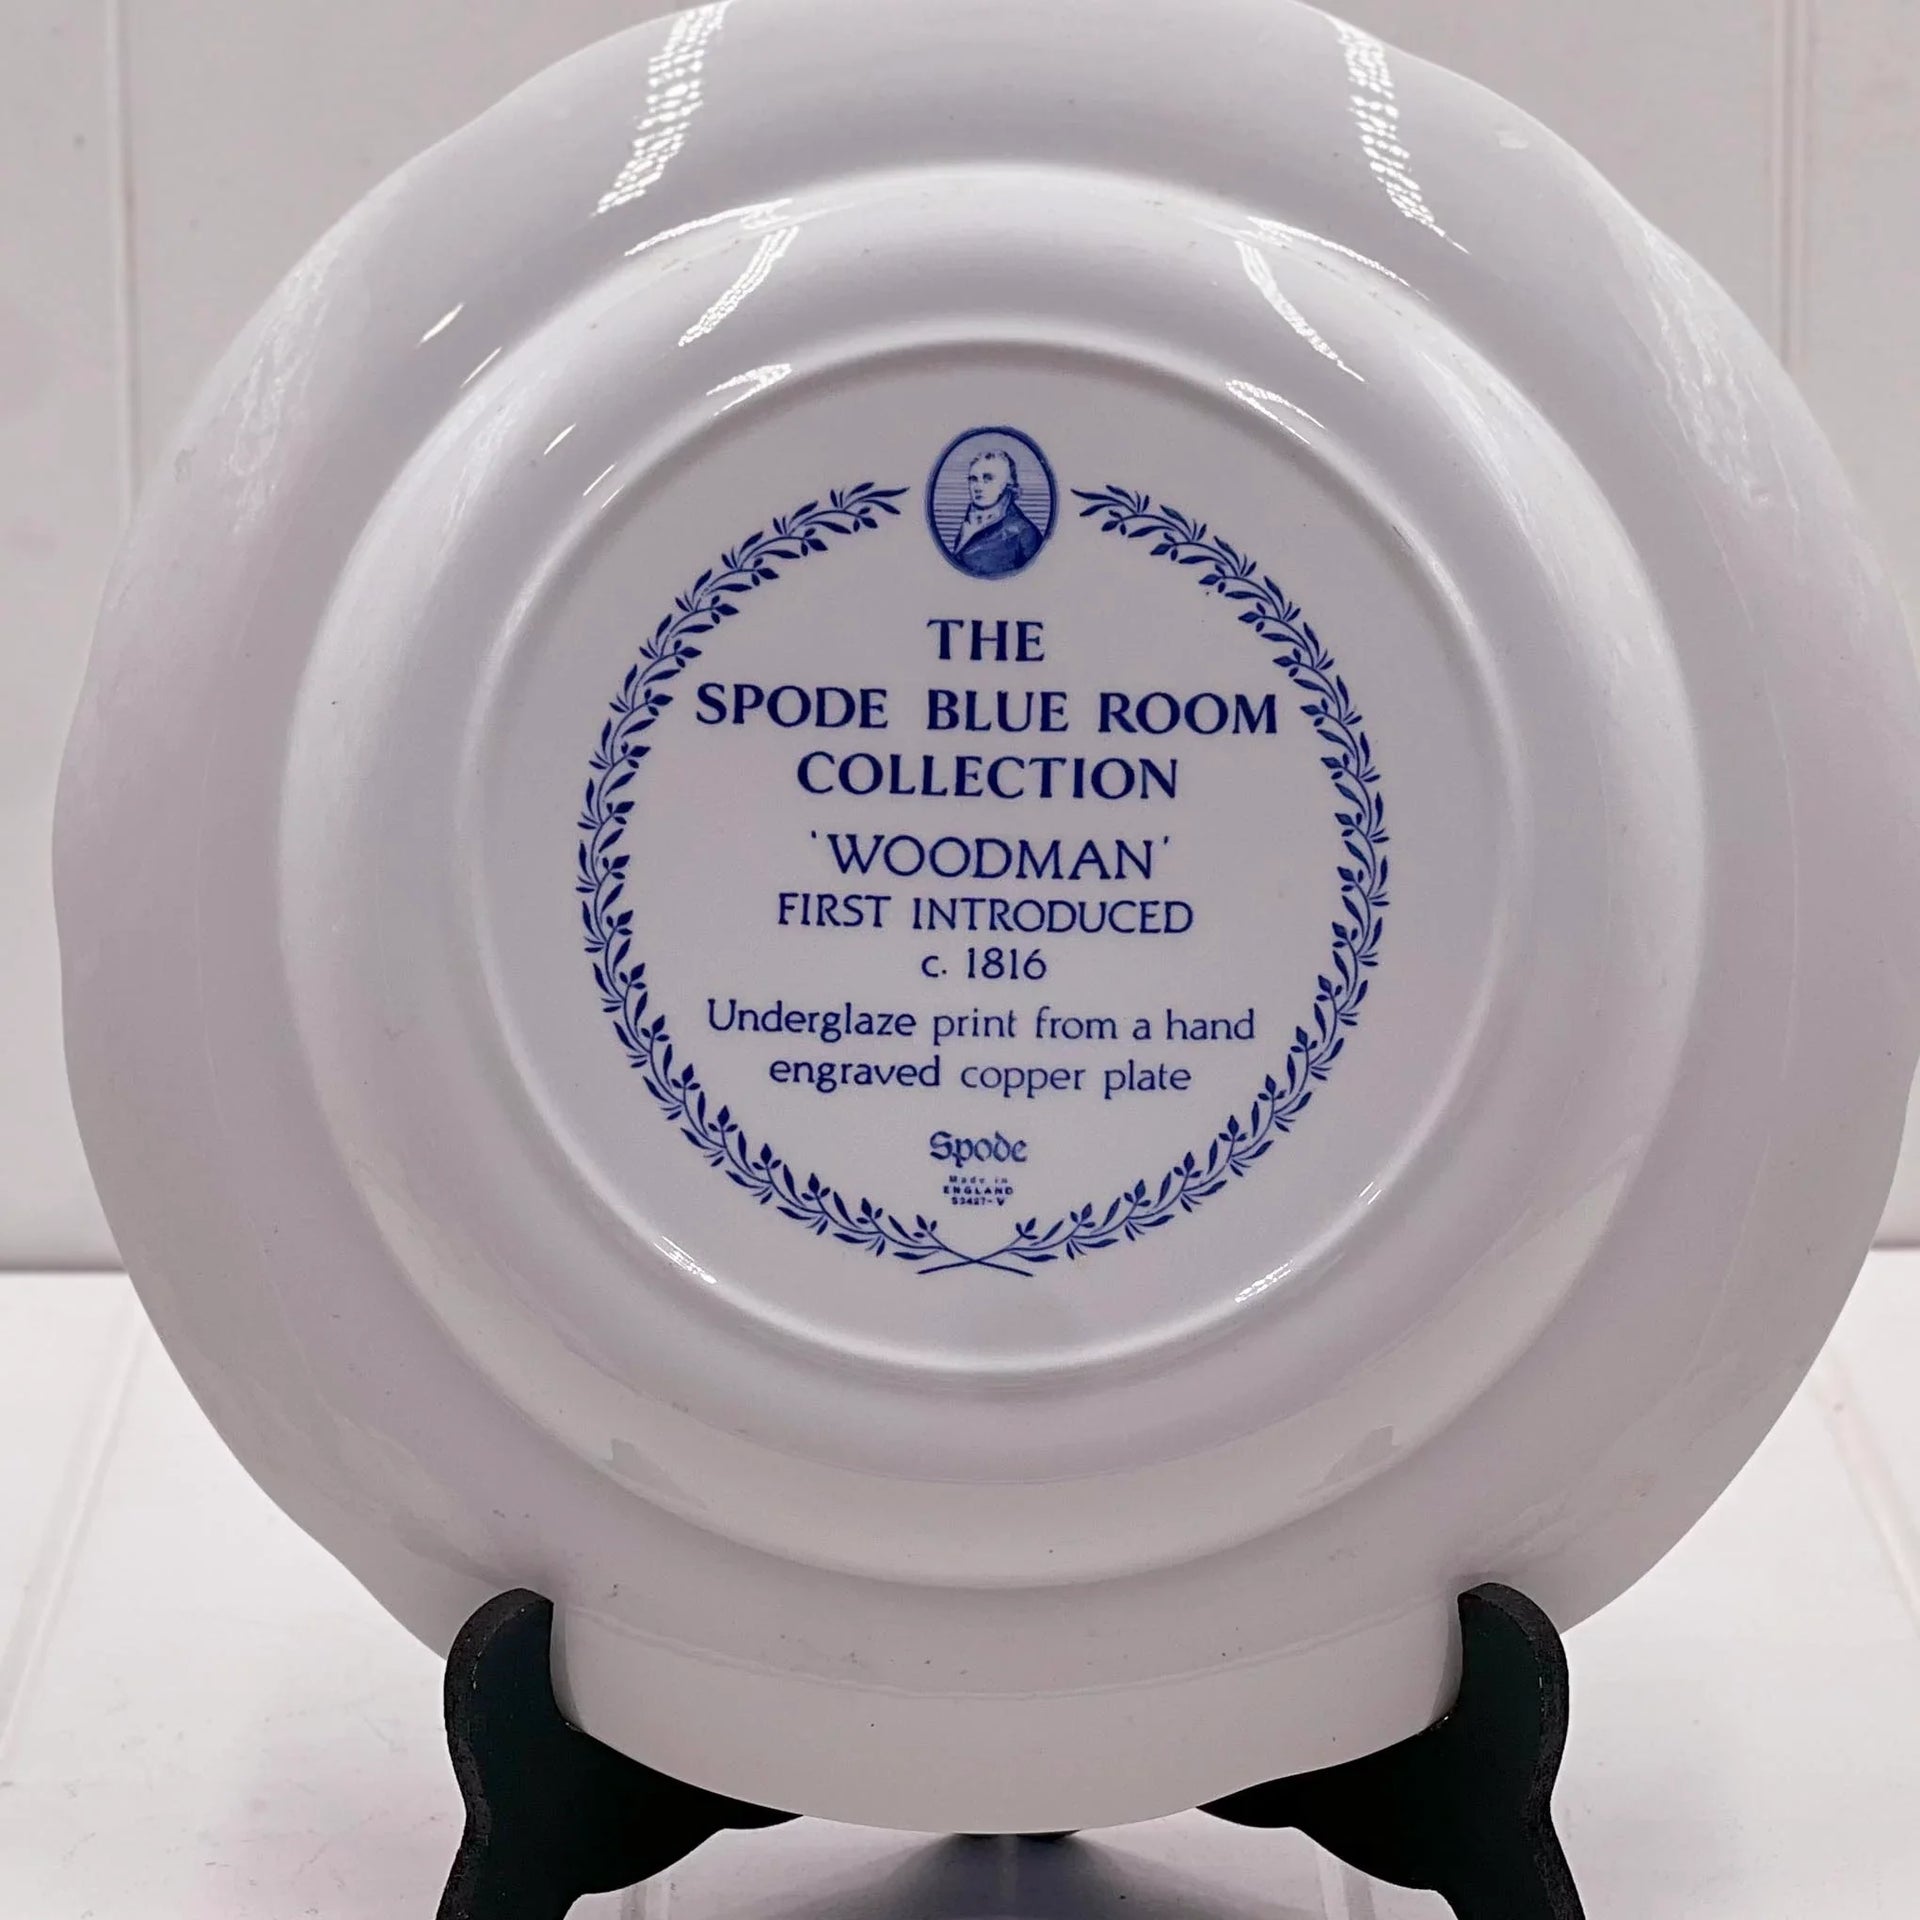 THE
SPODE BLUE ROOM
COLLECTION
'WOODMAN'
FIRST INTRODUCED
c. 1816
Underglaze print from a hand
engraved copper plate
Spode
Made in
ENGLAND
S3427-V